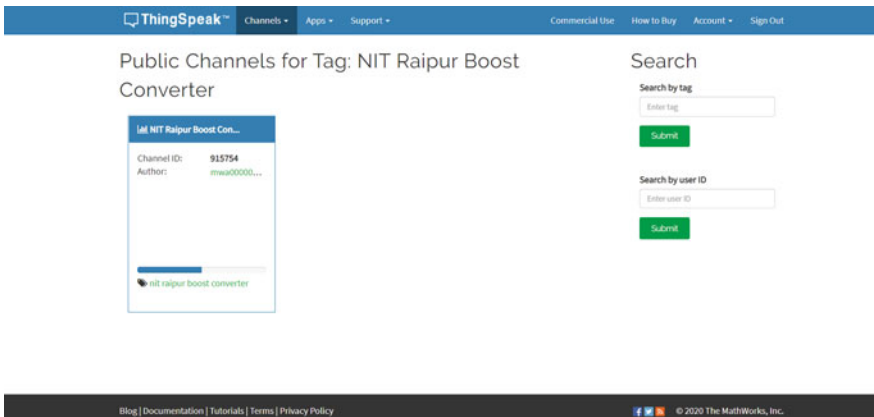 ThingSpeak™ Channels Apps Support Commercial Use How to Buy Account Sign Out
Public Channels for Tag: NIT Raipur Boost
Converter
NIT Raipur Boost Con...
Channel ID: 915754
Author: mwa00000...
nit raipur boost converter
Search
Search by tag
Enter tag
Submit
Search by user ID
Enter user ID
Submit
Blog | Documentation | Tutorials | Terms | Privacy Policy
© 2020 The MathWorks, Inc.